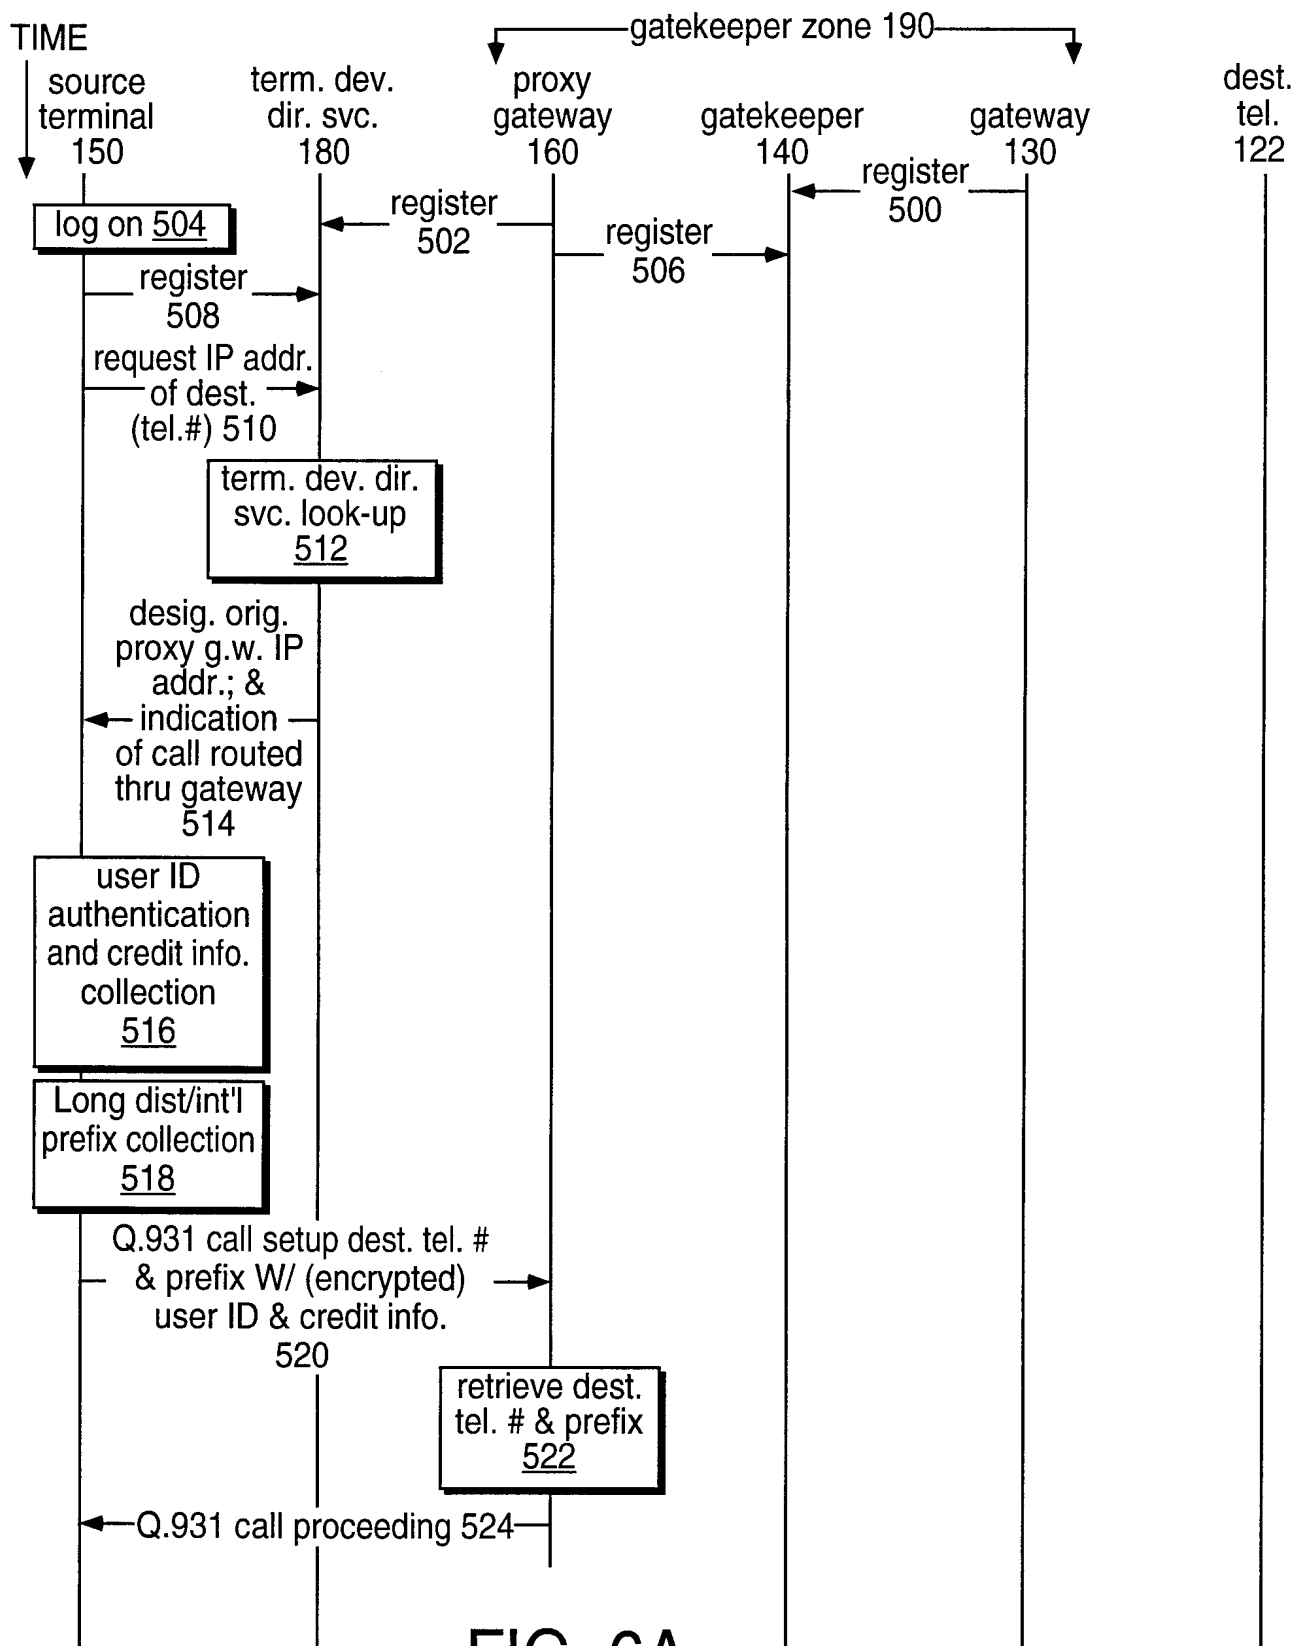 TIME
gatekeeper zone 190
source
terminal
150
term. dev.
dir. svc.
180
proxy
gateway
160
gatekeeper
140
gateway
130
dest.
tel.
122
register
500
log on 504
register
502
register
506
register
508
request IP addr.
of dest.
(tel.#) 510
term. dev. dir.
svc. look-up
512
desig. orig.
proxy g.w. IP
addr.; &
indication
of call routed
thru gateway
514
user ID
authentication
and credit info.
collection
516
Long dist/int'l
prefix collection
518
Q.931 call setup dest. tel. #
& prefix W/ (encrypted)
user ID & credit info.
520
retrieve dest.
tel. # & prefix
522
Q.931 call proceeding 524
FIG. 6A